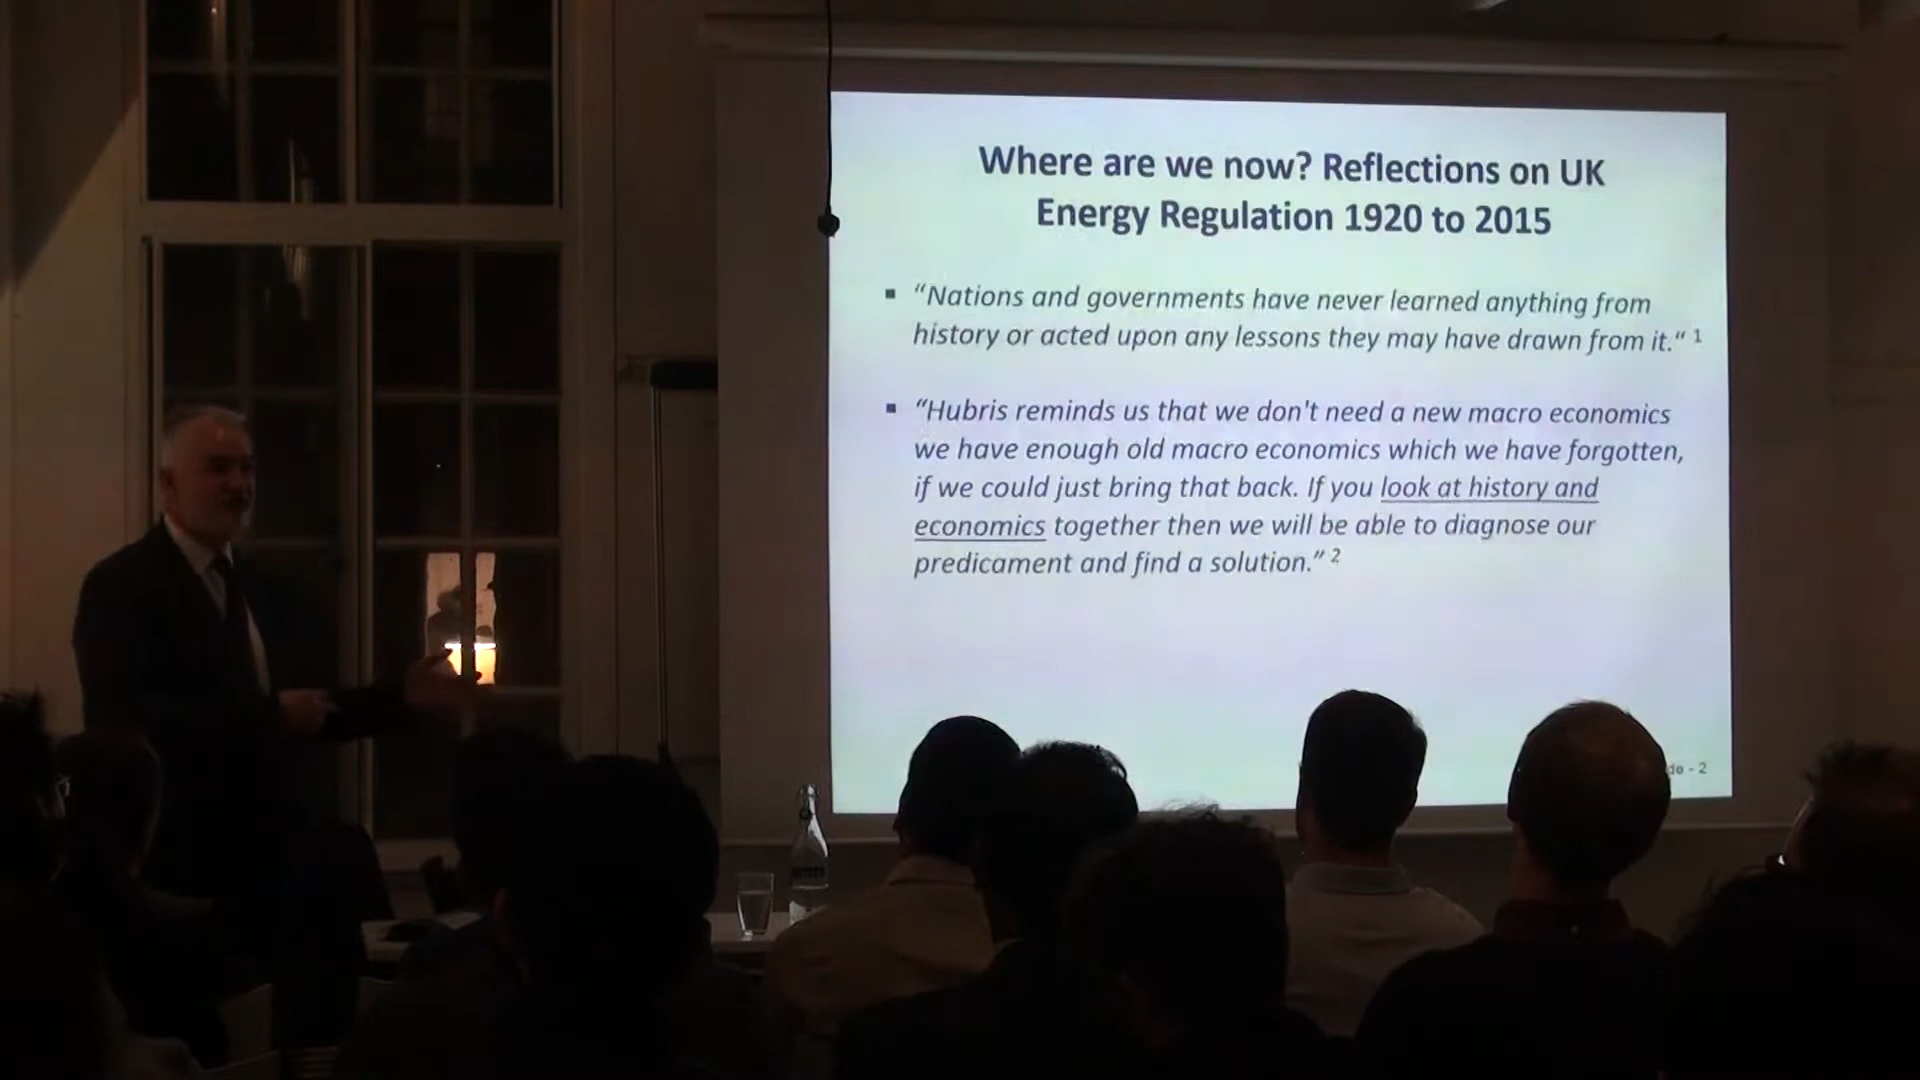 Where are we now? Reflections on UK
Energy Regulation 1920 to 2015
▪ “Nations and governments have never learned anything from
history or acted upon any lessons they may have drawn from it.“ 1
▪ “Hubris reminds us that we don't need a new macro economics
we have enough old macro economics which we have forgotten,
if we could just bring that back. If you look at history and
economics together then we will be able to diagnose our
predicament and find a solution.” 2
- 2